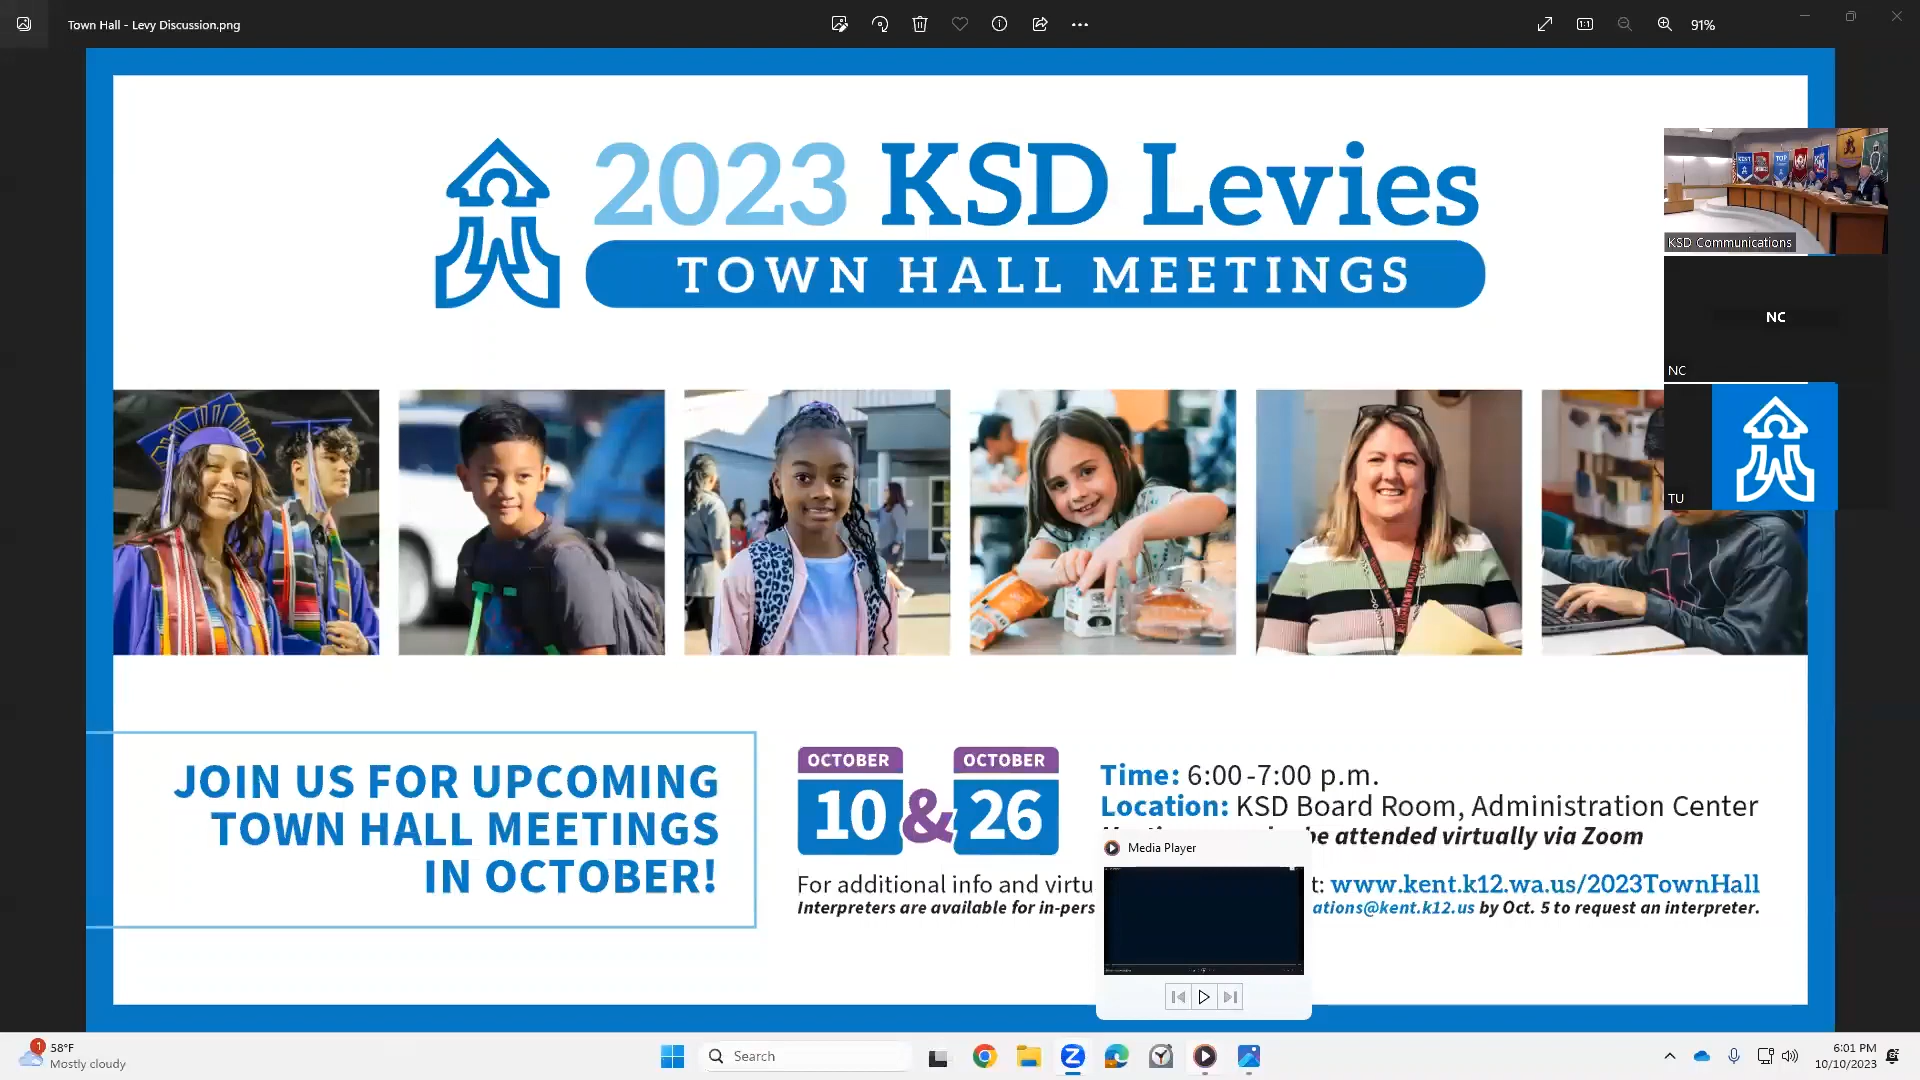 Town Hall - Levy Discussion.png
91%
2023 KSD Levies
TOWN HALL MEETINGS
KSD Communications
NC
NC
TU
JOIN US FOR UPCOMING
TOWN HALL MEETINGS
IN OCTOBER!
OCTOBER
10
&
OCTOBER
26
Time: 6:00-7:00 p.m.
Location: KSD Board Room, Administration Center
be attended virtually via Zoom
For additional info and virtu
t: www.kent.k12.wa.us/2023TownHall
Interpreters are available for in-pers
ations@kent.k12.us by Oct. 5 to request an interpreter.
Media Player
1
58°F
Mostly cloudy
Search
6:01 PM
10/10/2023